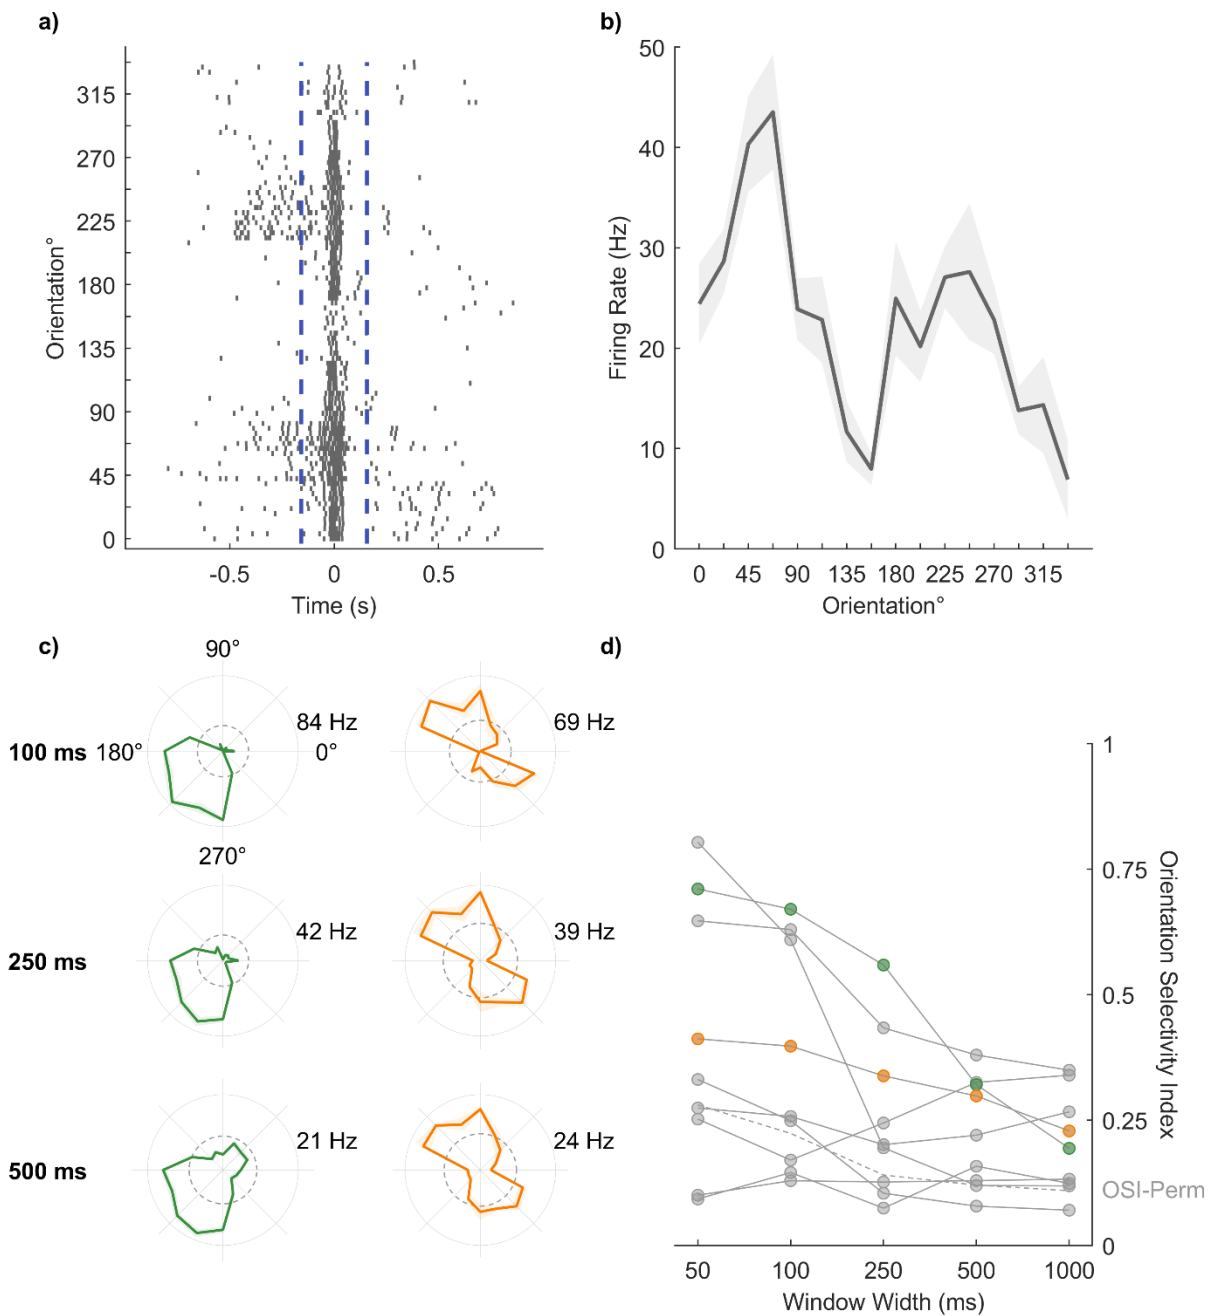 a)
315
270
225
180
135
90
45
0
Orientation°
-0.5
0
0.5
Time (s)
b)
50
40
30
20
10
0
Firing Rate (Hz)
0
45
90
135
180
225
270
315
Orientation°
c)
90°
84 Hz
69 Hz
100 ms
180°
0°
270°
42 Hz
39 Hz
250 ms
21 Hz
24 Hz
500 ms
d)
1
0.75
0.5
0.25
0
Orientation Selectivity Index
OSI-Perm
50
100
250
500
1000
Window Width (ms)